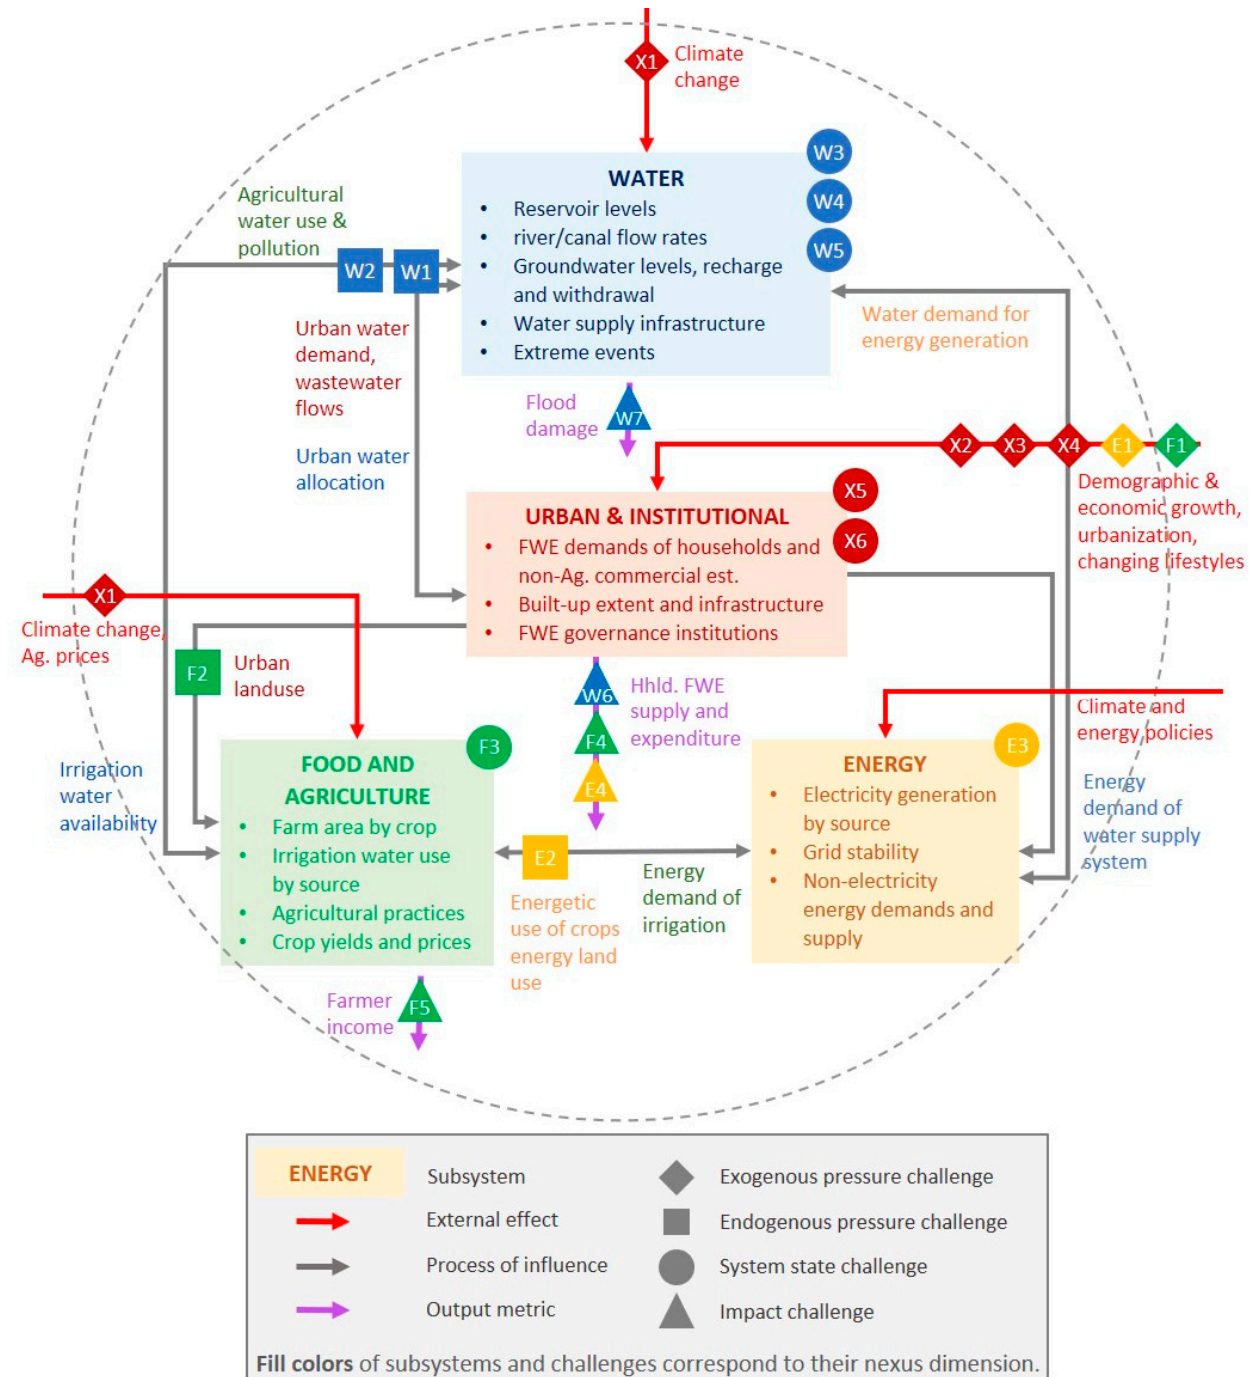 X1
Climate
change
WATER
• Reservoir levels
• river/canal flow rates
• Groundwater levels, recharge
and withdrawal
• Water supply infrastructure
• Extreme events
W3
W4
W5
Agricultural
water use &
pollution
W2
W1
Urban water
demand,
wastewater
flows
Urban water
allocation
Water demand for
energy generation
Flood
damage
W7
X2
X3
X4
E1
F1
Demographic &
economic growth,
urbanization,
changing lifestyles
URBAN & INSTITUTIONAL
• FWE demands of households and
non-Ag. commercial est.
• Built-up extent and infrastructure
• FWE governance institutions
X5
X6
X1
Climate change,
Ag. prices
F2
Urban
landuse
W6
F4
E4
Hhld. FWE
supply and
expenditure
Climate and
energy policies
Irrigation
water
availability
FOOD AND
AGRICULTURE
• Farm area by crop
• Irrigation water use
by source
• Agricultural practices
• Crop yields and prices
F3
E2
Energetic
use of crops
energy land
use
Energy
demand of
irrigation
ENERGY
• Electricity generation
by source
• Grid stability
• Non-electricity
energy demands and
supply
E3
Energy
demand of
water supply
system
Farmer
income
F5
ENERGY
Subsystem
External effect
Process of influence
Output metric
Exogenous pressure challenge
Endogenous pressure challenge
System state challenge
Impact challenge
Fill colors of subsystems and challenges correspond to their nexus dimension.